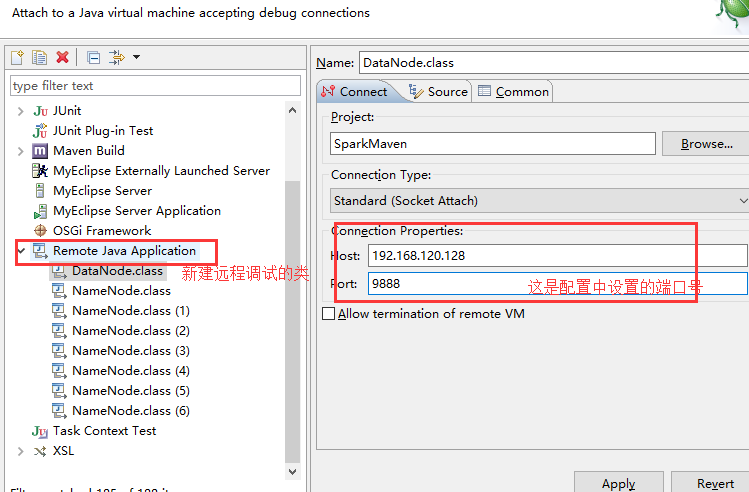 Attach to a Java virtual machine accepting debug connections
type filter text
JUnit
JUnit Plug-in Test
Maven Build
MyEclipse Externally Launched Server
MyEclipse Server
MyEclipse Server Application
OSGi Framework
Remote Java Application
DataNode.class
新建远程调试的类
NameNode.class
NameNode.class (1)
NameNode.class (2)
NameNode.class (3)
NameNode.class (4)
NameNode.class (5)
NameNode.class (6)
Task Context Test
XSL
Name: DataNode.class
Connect Source Common
Project:
SparkMaven Browse...
Connection Type:
Standard (Socket Attach)
Connection Properties:
Host: 192.168.120.128
Port: 9888 这是配置中设置的端口号
Allow termination of remote VM
Apply Revert